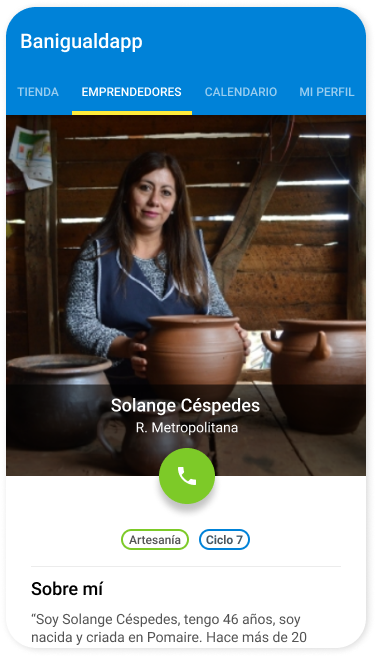 Banigualdapp
TIENDA EMPRENDEDORES CALENDARIO MI PERFIL
Solange Céspedes
R. Metropolitana
Artesanía Ciclo 7
Sobre mí
“Soy Solange Céspedes, tengo 46 años, soy
nacida y criada en Pomaire. Hace más de 20